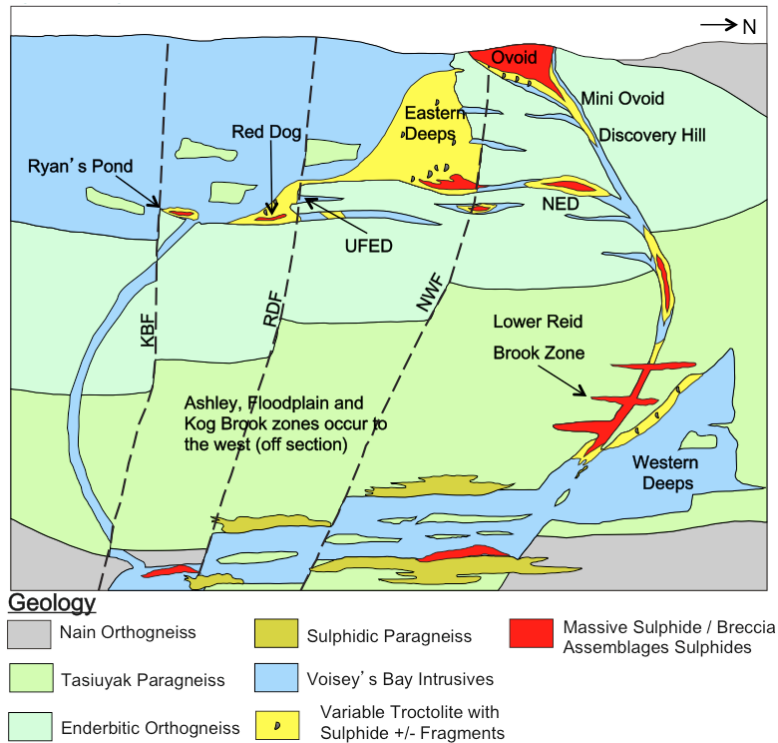 N
Ovoid
Mini Ovoid
Eastern
Deeps
Discovery Hill
Red Dog
Ryan's Pond
NED
UFED
KBF
RDF
NWF
Lower Reid
Brook Zone
Ashley, Floodplain and
Kog Brook zones occur to
the west (off section)
Western
Deeps
Geology
Nain Orthogneiss
Sulphidic Paragneiss
Massive Sulphide / Breccia
Assemblages Sulphides
Tasiuyak Paragneiss
Voisey's Bay Intrusives
Enderbitic Orthogneiss
Variable Troctolite with
Sulphide +/- Fragments